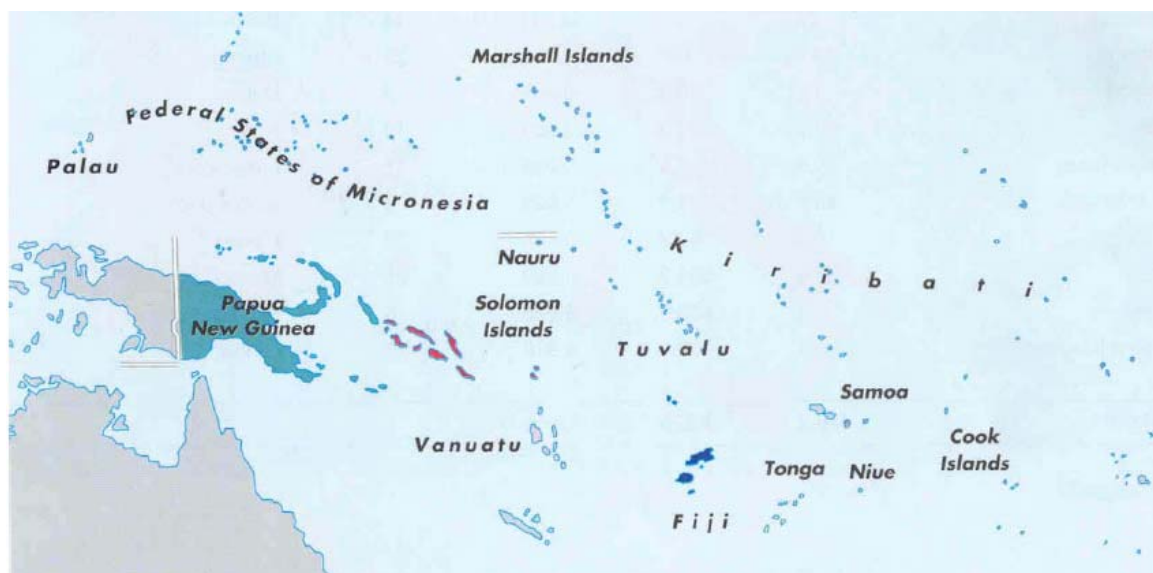 Marshall Islands
Federal States of Micronesia
Palau
Kiribati
Nauru
Papua
New Guinea
Solomon
Islands
Tuvalu
Samoa
Vanuatu
Cook
Islands
Tonga
Niue
Fiji